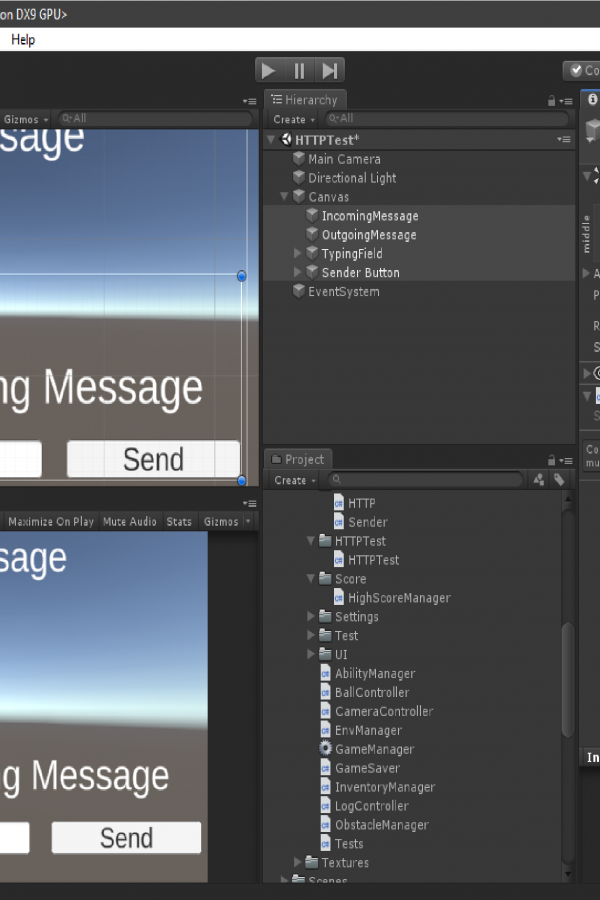 on DX9 GPU>
Help
Co
Gizmos
All
Hierarchy
Create
All
HTTPTest*
Main Camera
Directional Light
Canvas
IncomingMessage
OutgoingMessage
TypingField
Sender Button
EventSystem
sage
ng Message
Send
middle
A
P
R
S
S
Co
mu
Project
Create
HTTP
Sender
HTTPTest
HTTPTest
Score
HighScoreManager
Settings
Test
UI
AbilityManager
BallController
CameraController
EnvManager
GameManager
GameSaver
InventoryManager
LogController
ObstacleManager
Tests
Textures
Scenes
Maximize On Play Mute Audio Stats Gizmos
sage
g Message
Send
In